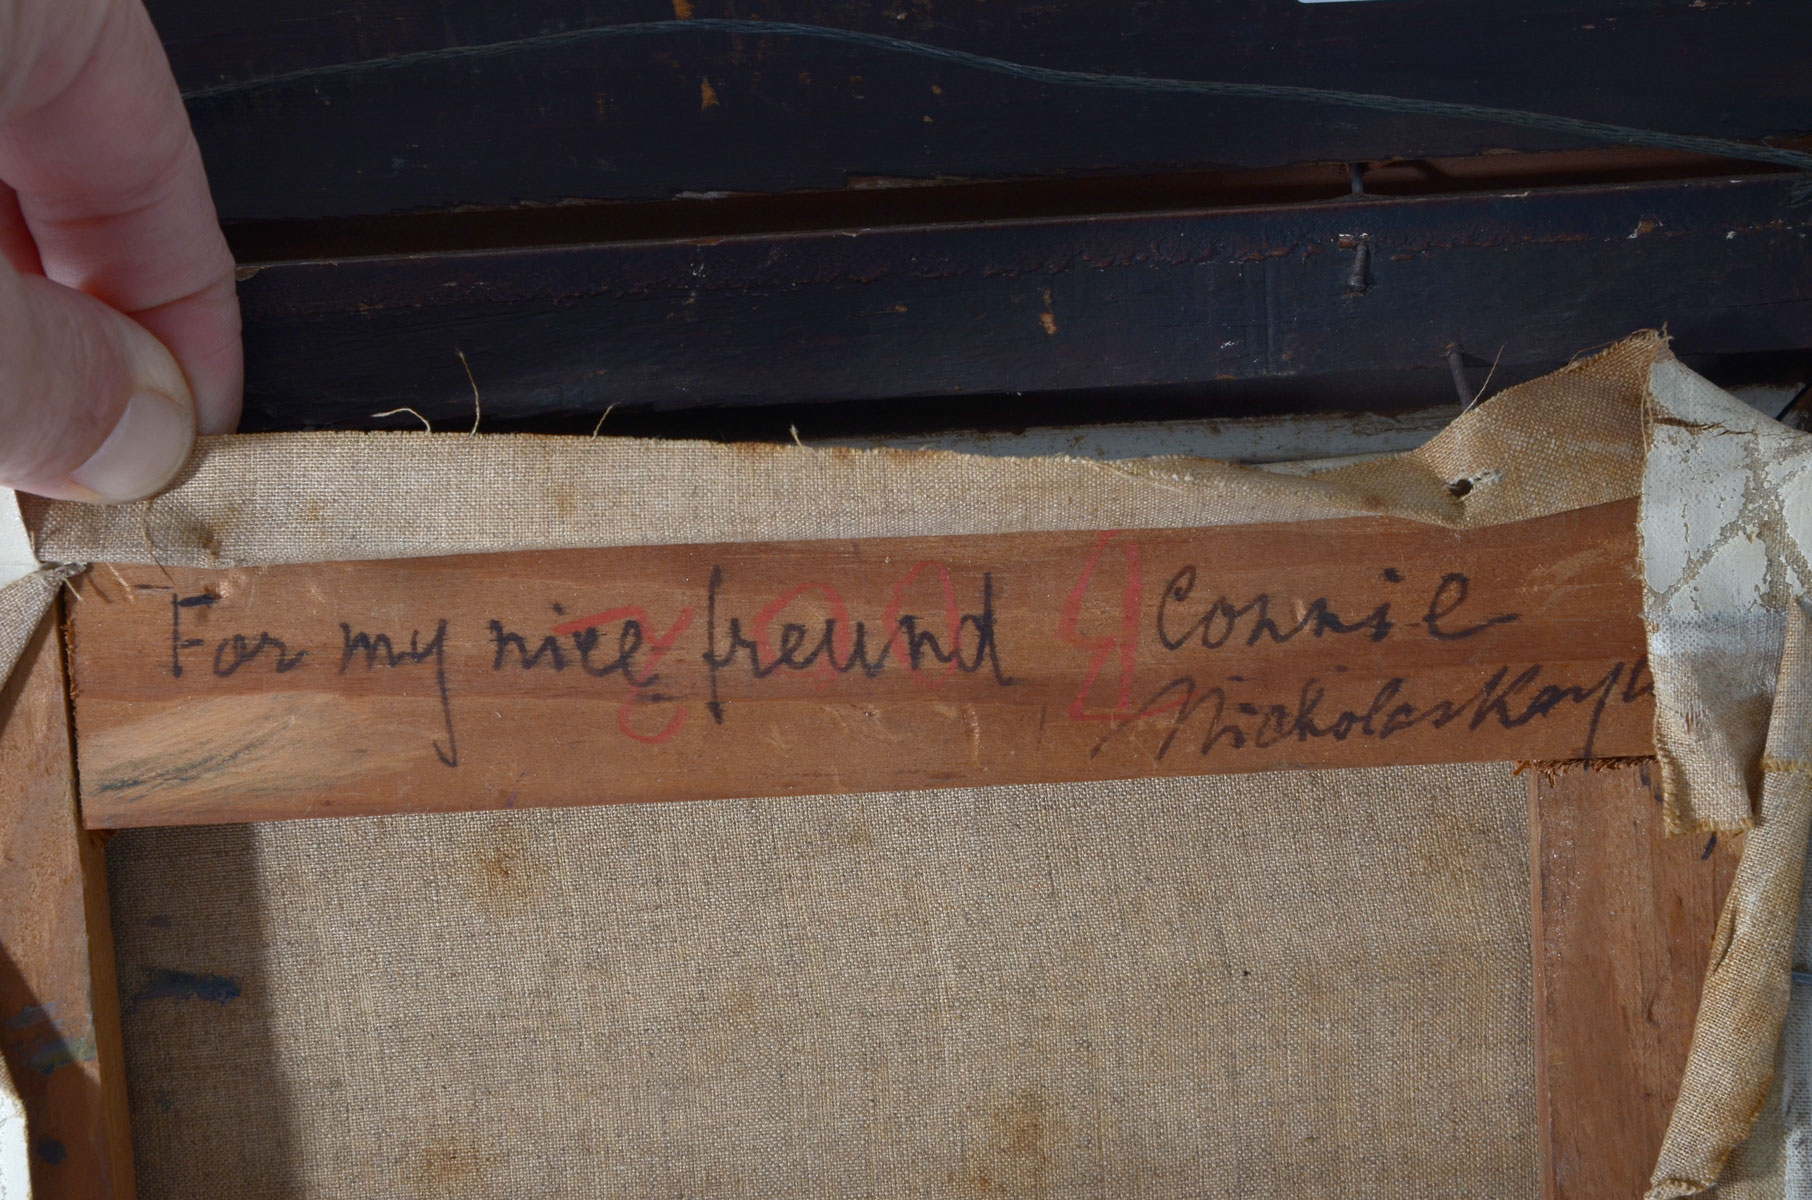 For my nice freund Connie
Nickolas